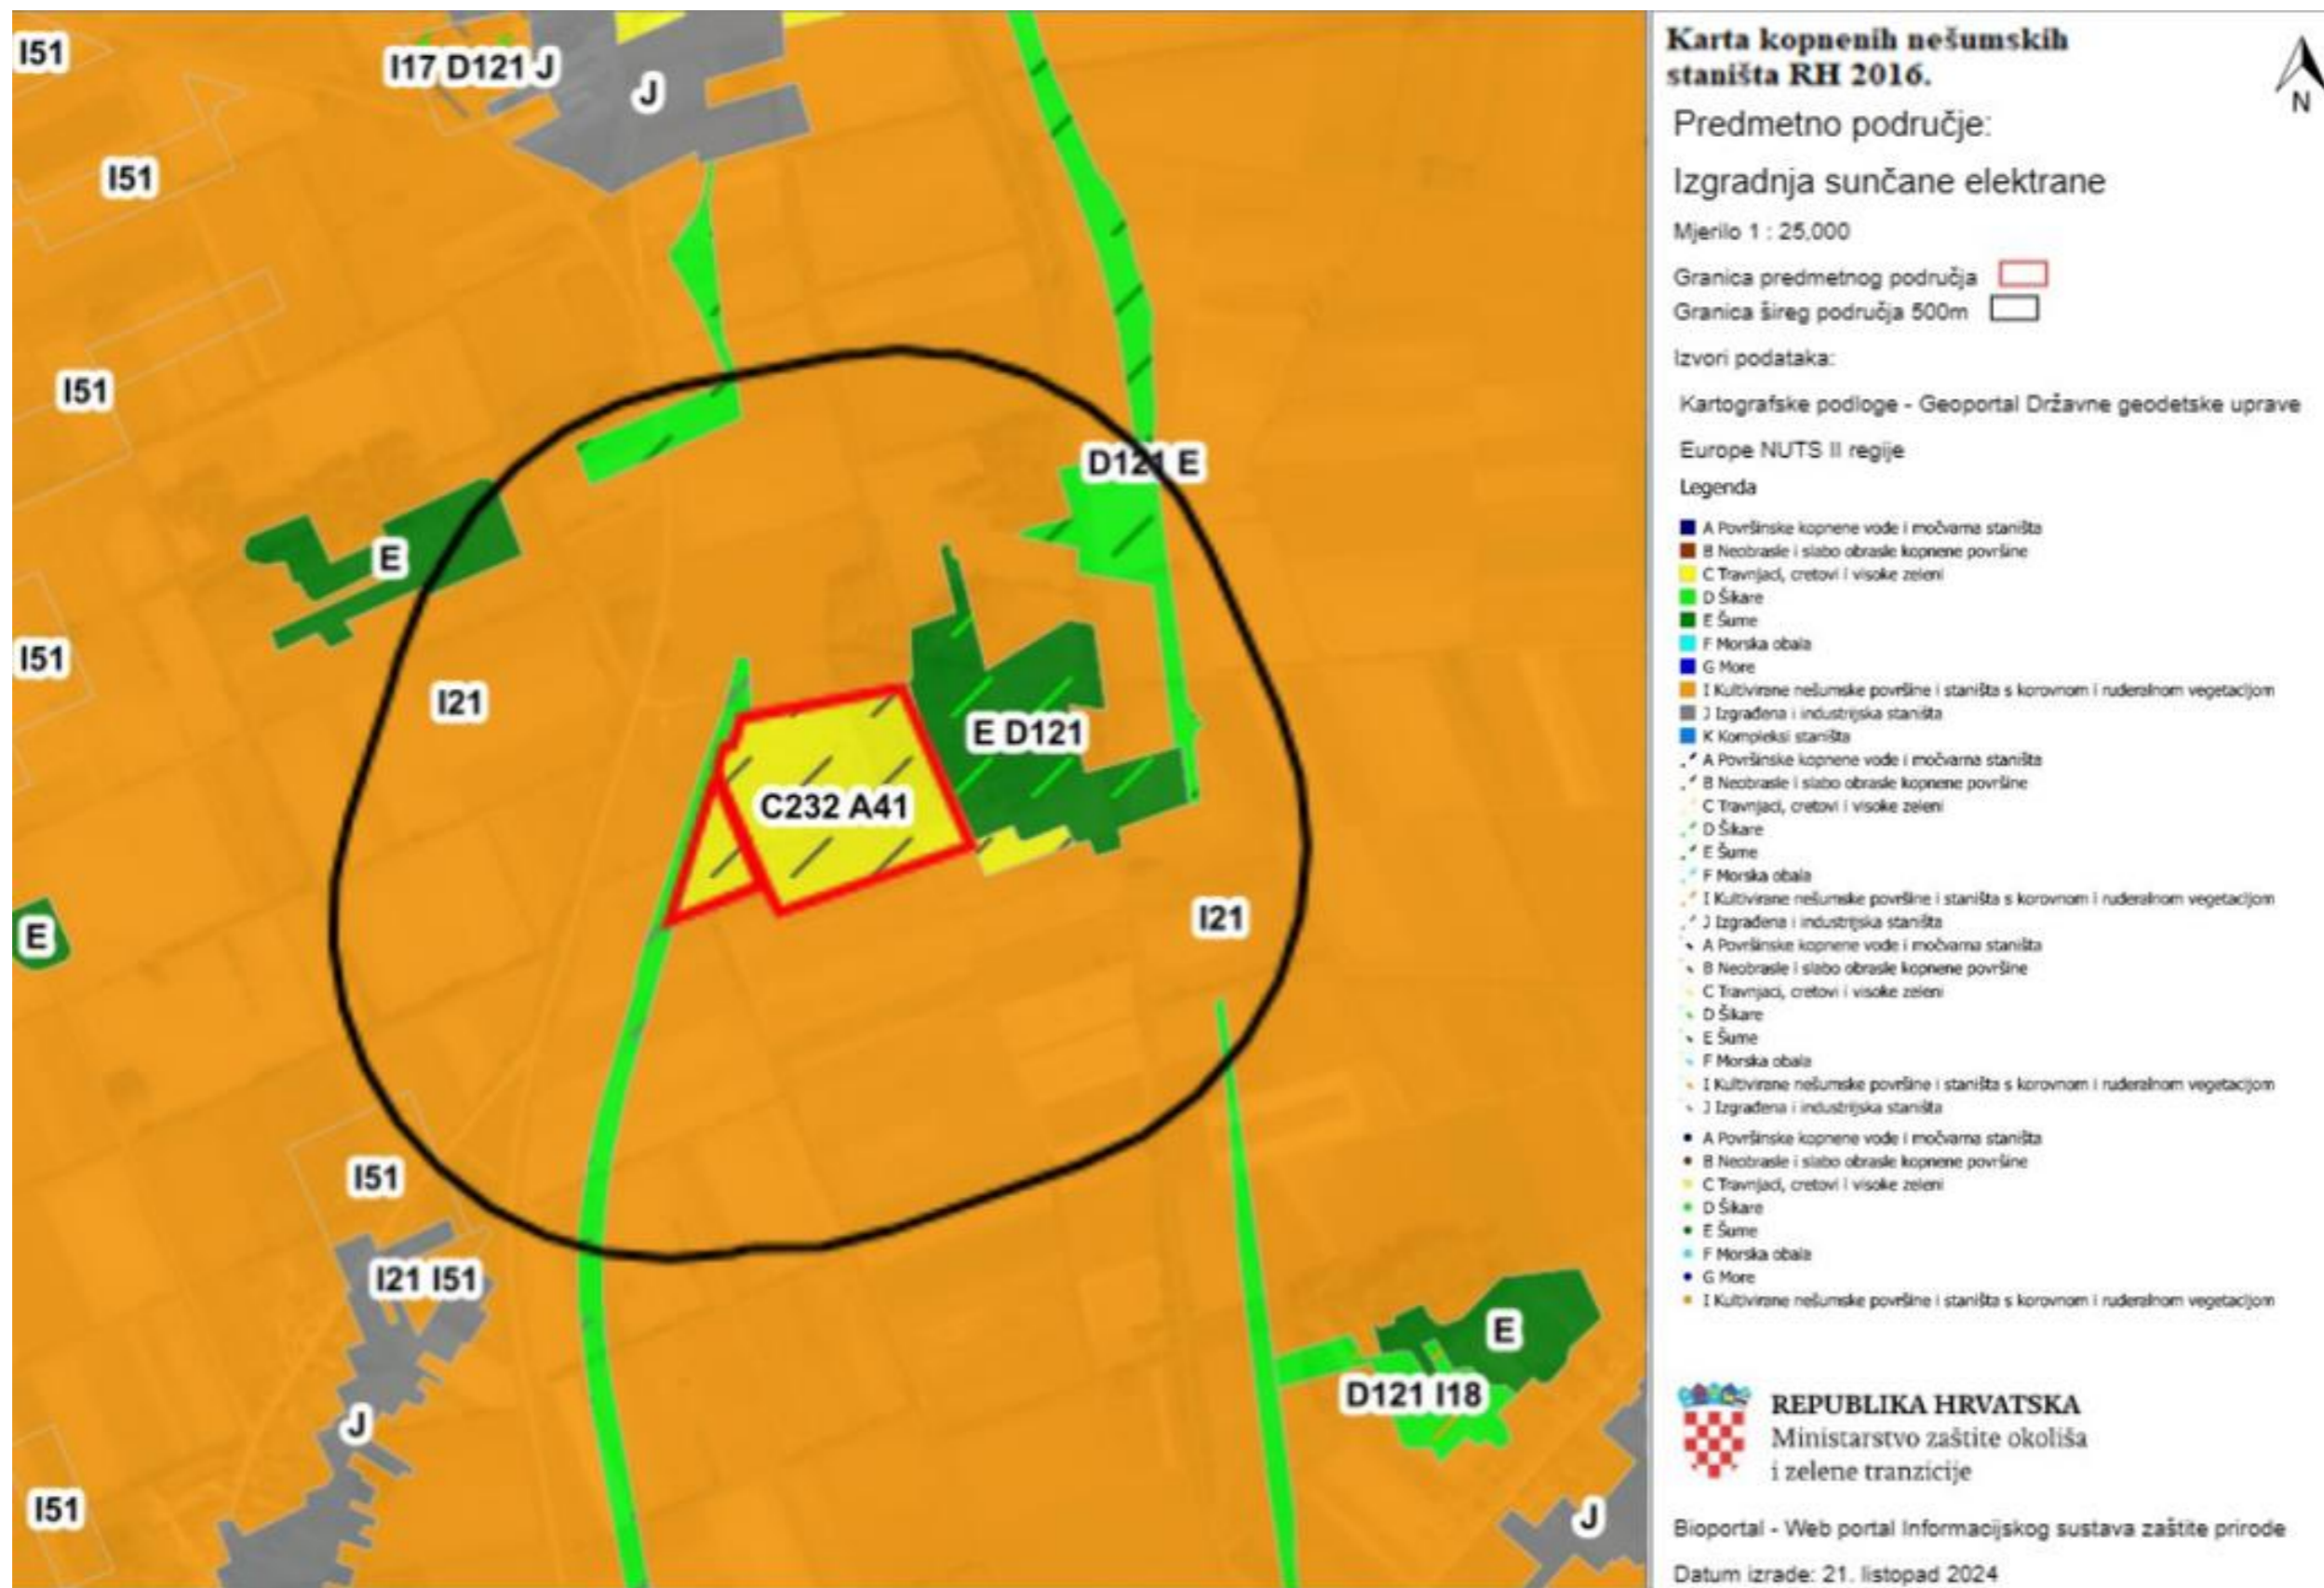 I51
I17 D121 J
J
I51
I51
D121 E
E
I51
I21
E D121
C232 A41
I21
E
I51
I21 I51
E
D121 I18
J
I51
J
Karta kopnenih nešumskih
staništa RH 2016.
N
Predmetno područje:
Izgradnja sunčane elektrane
Mjerilo 1 : 25,000
Granica predmetnog područja
Granica šireg područja 500m
Izvori podataka:
Kartografske podloge - Geoportal Državne geodetske uprave
Europe NUTS II regije
Legenda
A Površinske kopnene vode i močvarna staništa
B Neobrasle i slabo obrasle kopnene površine
C Travnjaci, cretovi i visoke zeleni
D Šikare
E Šume
F Morska obala
G More
I Kultivirane nešumske površine i staništa s korovnom i ruderalnom vegetacijom
J Izgrađena i industrijska staništa
K Kompleksi staništa
A Površinske kopnene vode i močvarna staništa
B Neobrasle i slabo obrasle kopnene površine
C Travnjaci, cretovi i visoke zeleni
D Šikare
E Šume
F Morska obala
I Kultivirane nešumske površine i staništa s korovnom i ruderalnom vegetacijom
J Izgrađena i industrijska staništa
A Površinske kopnene vode i močvarna staništa
B Neobrasle i slabo obrasle kopnene površine
C Travnjaci, cretovi i visoke zeleni
D Šikare
E Šume
F Morska obala
I Kultivirane nešumske površine i staništa s korovnom i ruderalnom vegetacijom
J Izgrađena i industrijska staništa
A Površinske kopnene vode i močvarna staništa
B Neobrasle i slabo obrasle kopnene površine
C Travnjaci, cretovi i visoke zeleni
D Šikare
E Šume
F Morska obala
G More
I Kultivirane nešumske površine i staništa s korovnom i ruderalnom vegetacijom
REPUBLIKA HRVATSKA
Ministarstvo zaštite okoliša
i zelene tranzicije
Bioportal - Web portal Informacijskog sustava zaštite prirode
Datum izrade: 21. listopad 2024